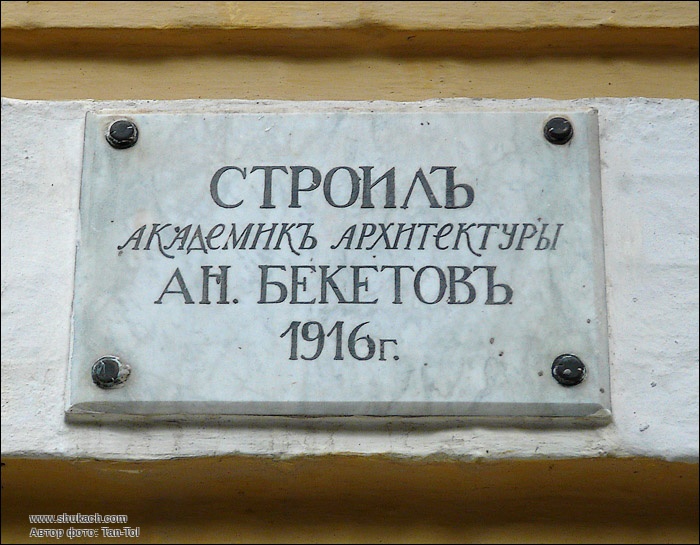 СТРОИЛЪ
АКАДЕМИКЪ АРХИТЕКТУРЫ
АН. БЕКЕТОВЪ
1916г.
www.shukach.com
Автор фото: Tan-Tol